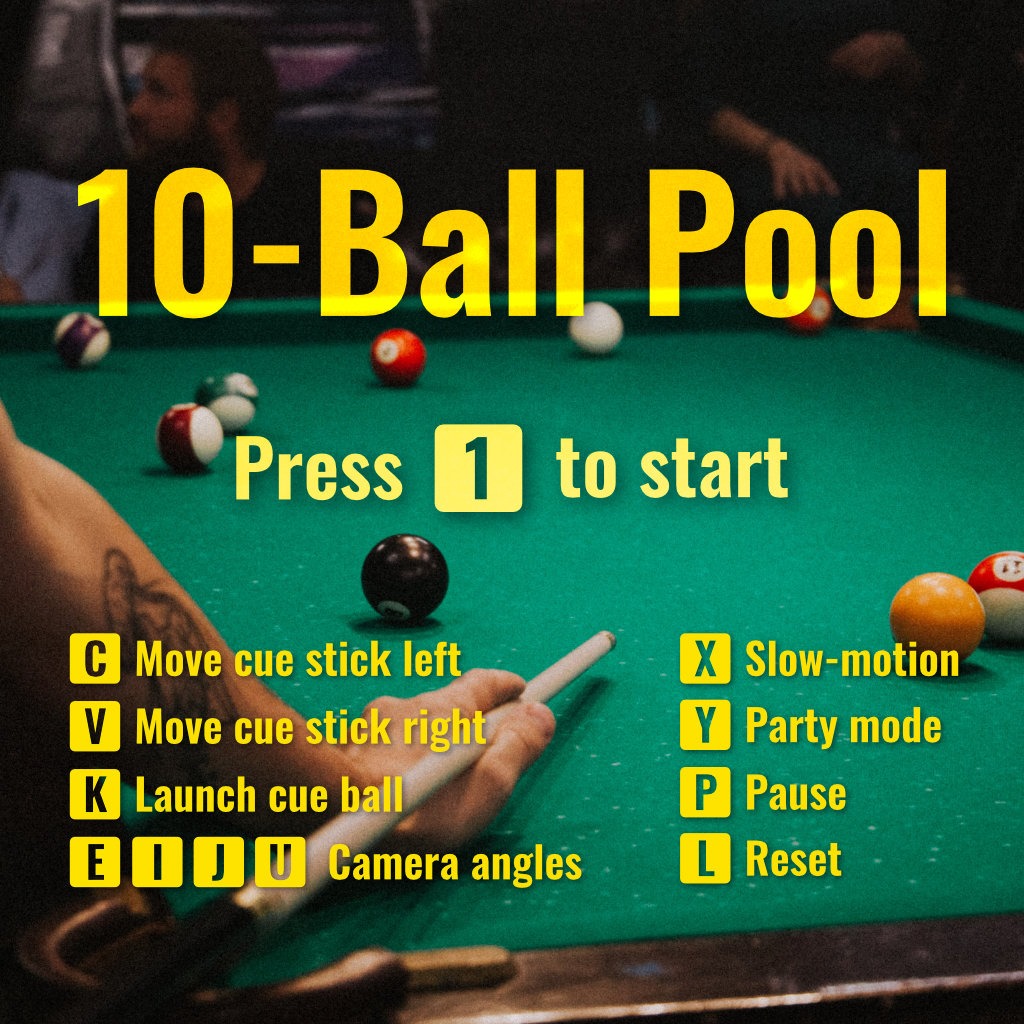 10-Ball Pool
Press 1 to start
C Move cue stick left
V Move cue stick right
K Launch cue ball
E I J U Camera angles
X Slow-motion
Y Party mode
P Pause
L Reset